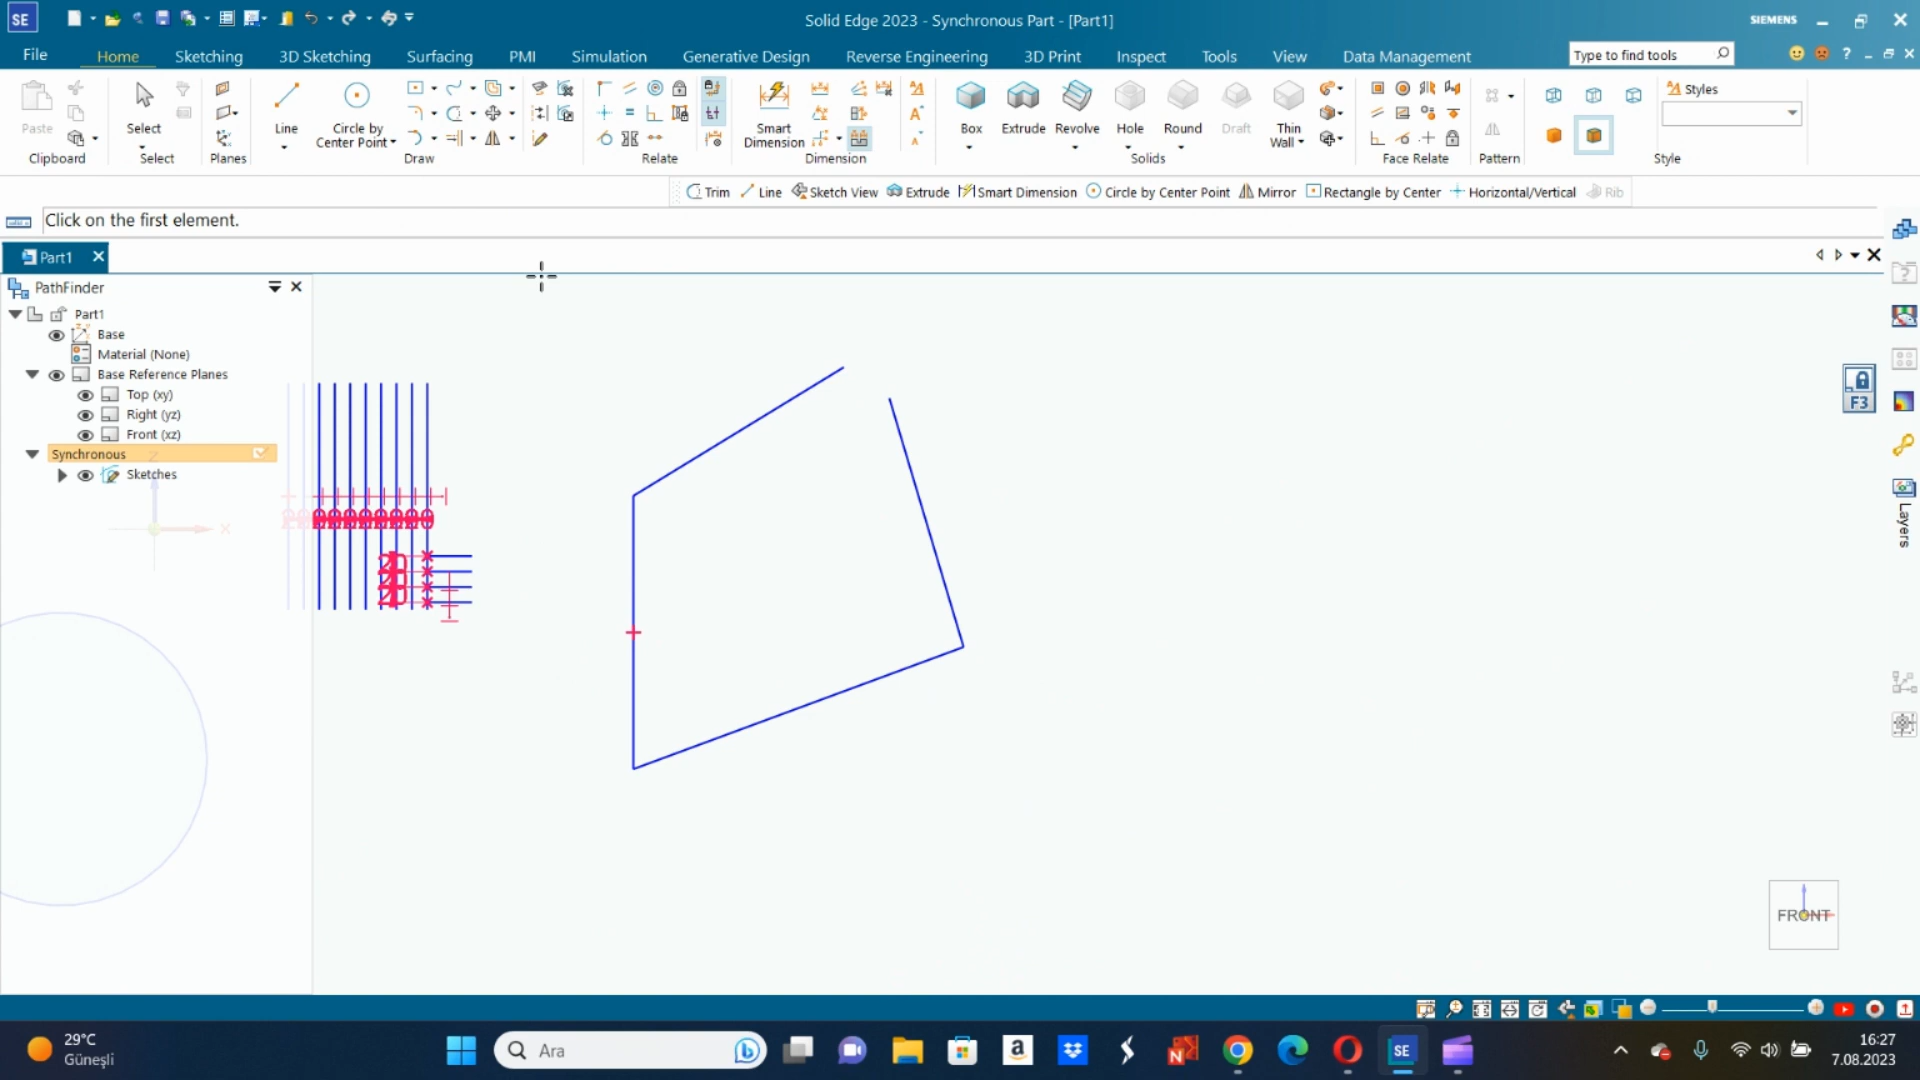 SE
Solid Edge 2023 - Synchronous Part - [Part1]
SIEMENS
File
Home
Sketching
3D Sketching
Surfacing
PMI
Simulation
Generative Design
Reverse Engineering
3D Print
Inspect
Tools
View
Data Management
Type to find tools
Paste
Clipboard
Select
Select
Planes
Line
Circle by
Center Point
Draw
Relate
Smart
Dimension
Dimension
Box
Extrude
Revolve
Hole
Round
Draft
Thin
Wall
Solids
Face Relate
Pattern
Styles
Style
Trim
Line
Sketch View
Extrude
Smart Dimension
Circle by Center Point
Mirror
Rectangle by Center
Horizontal/Vertical
Rib
Click on the first element.
Part1
PathFinder
Part1
Base
Material (None)
Base Reference Planes
Top (xy)
Right (yz)
Front (xz)
Synchronous
Sketches
Z
X
20
20
20
F3
Layers
FRONT
29°C
Güneşli
Ara
SE
16:27
7.08.2023